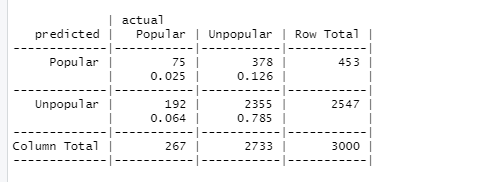 | actual
predicted | Popular | Unpopular | Row Total |
-------------|-----------|-----------|-----------|
Popular | 75 | 378 | 453 |
| 0.025 | 0.126 | |
-------------|-----------|-----------|-----------|
Unpopular | 192 | 2355 | 2547 |
| 0.064 | 0.785 | |
-------------|-----------|-----------|-----------|
Column Total | 267 | 2733 | 3000 |
-------------|-----------|-----------|-----------|